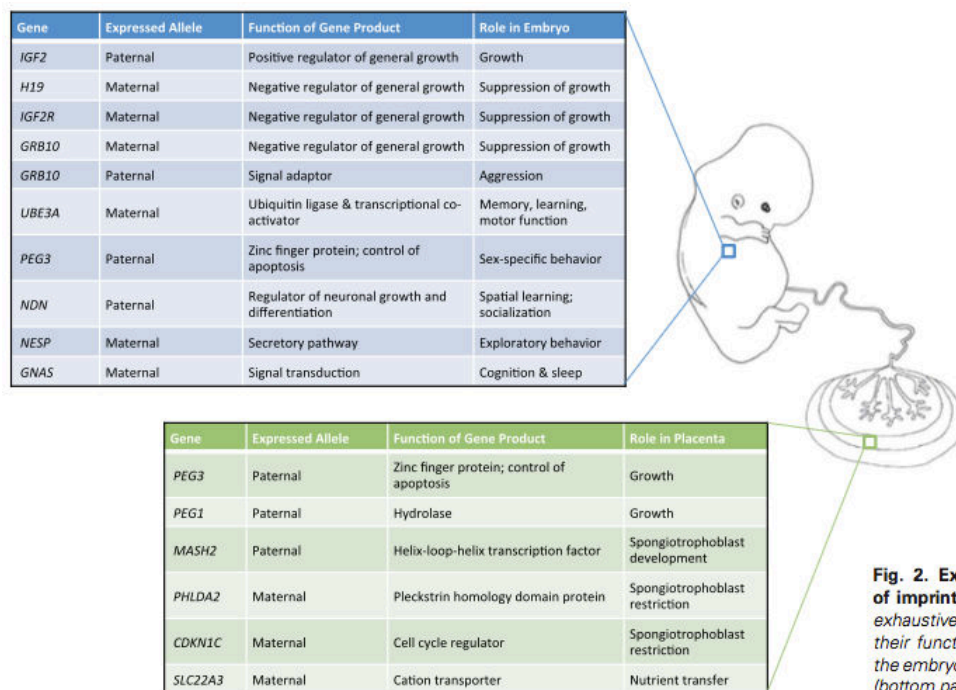 Gene Expressed Allele Function of Gene Product Role in Embryo
IGF2 Paternal Positive regulator of general growth Growth
H19 Maternal Negative regulator of general growth Suppression of growth
IGF2R Maternal Negative regulator of general growth Suppression of growth
GRB10 Maternal Negative regulator of general growth Suppression of growth
GRB10 Paternal Signal adaptor Aggression
UBE3A Maternal Ubiquitin ligase & transcriptional co-
activator Memory, learning,
motor function
PEG3 Paternal Zinc finger protein; control of
apoptosis Sex-specific behavior
NDN Paternal Regulator of neuronal growth and
differentiation Spatial learning;
socialization
NESP Maternal Secretory pathway Exploratory behavior
GNAS Maternal Signal transduction Cognition & sleep
Gene Expressed Allele Function of Gene Product Role in Placenta
PEG3 Paternal Zinc finger protein; control of
apoptosis Growth
PEG1 Paternal Hydrolase Growth
MASH2 Paternal Helix-loop-helix transcription factor Spongiotrophoblast
development
PHLDA2 Maternal Pleckstrin homology domain protein Spongiotrophoblast
restriction
CDKN1C Maternal Cell cycle regulator Spongiotrophoblast
restriction
SLC22A3 Maternal Cation transporter Nutrient transfer
Fig. 2. Ex
of imprint
exhaustive
their funct
the embryo
(bottom pa